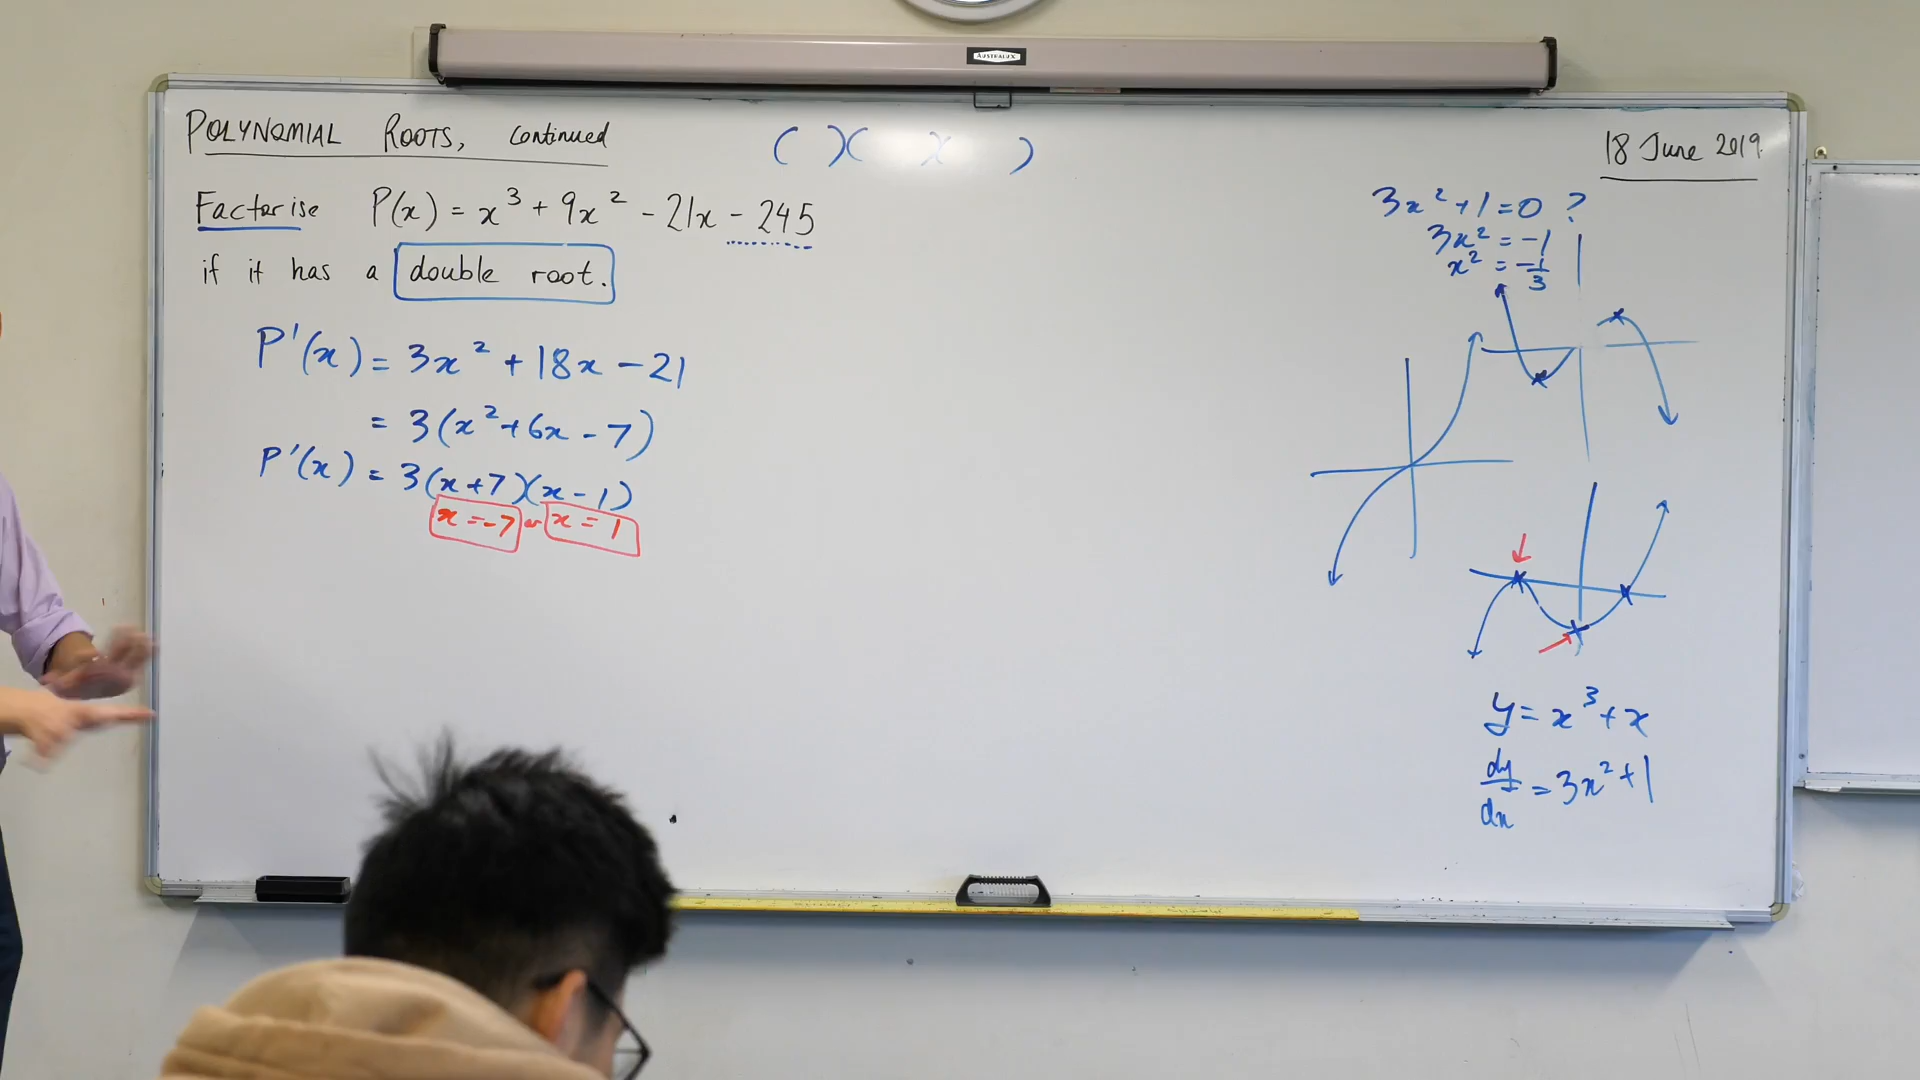 AUSTRALUX
POLYNOMIAL ROOTS, continued
( )( x )
18 June 2019
Factorise P(x) = x³ + 9x² - 21x - 245
if it has a double root.
P'(x) = 3x² + 18x - 21
= 3(x² + 6x - 7)
P'(x) = 3(x+7)(x-1)
x = -7 or x = 1
3x² + 1 = 0 ?
3x² = -1
x² = -1/3
y = x³ + x
dy/dx = 3x² + 1